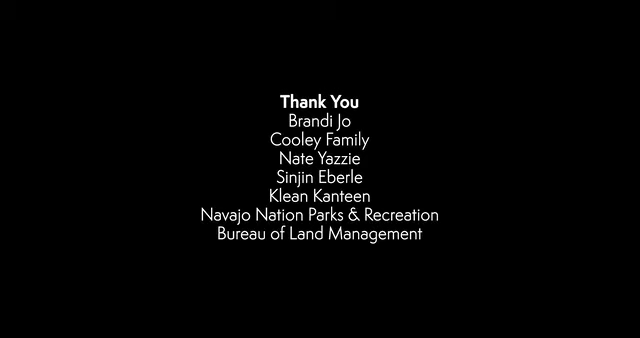 Thank You
Brandi Jo
Cooley Family
Nate Yazzie
Sinjin Eberle
Klean Kanteen
Navajo Nation Parks & Recreation
Bureau of Land Management